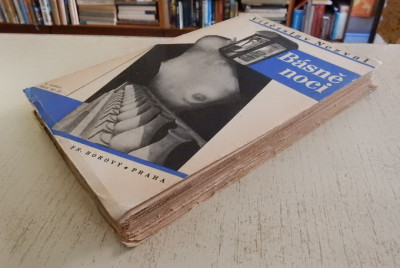 Vítězslav Nezval
Básně
noci
FR. BOROVÝ • PRAHA